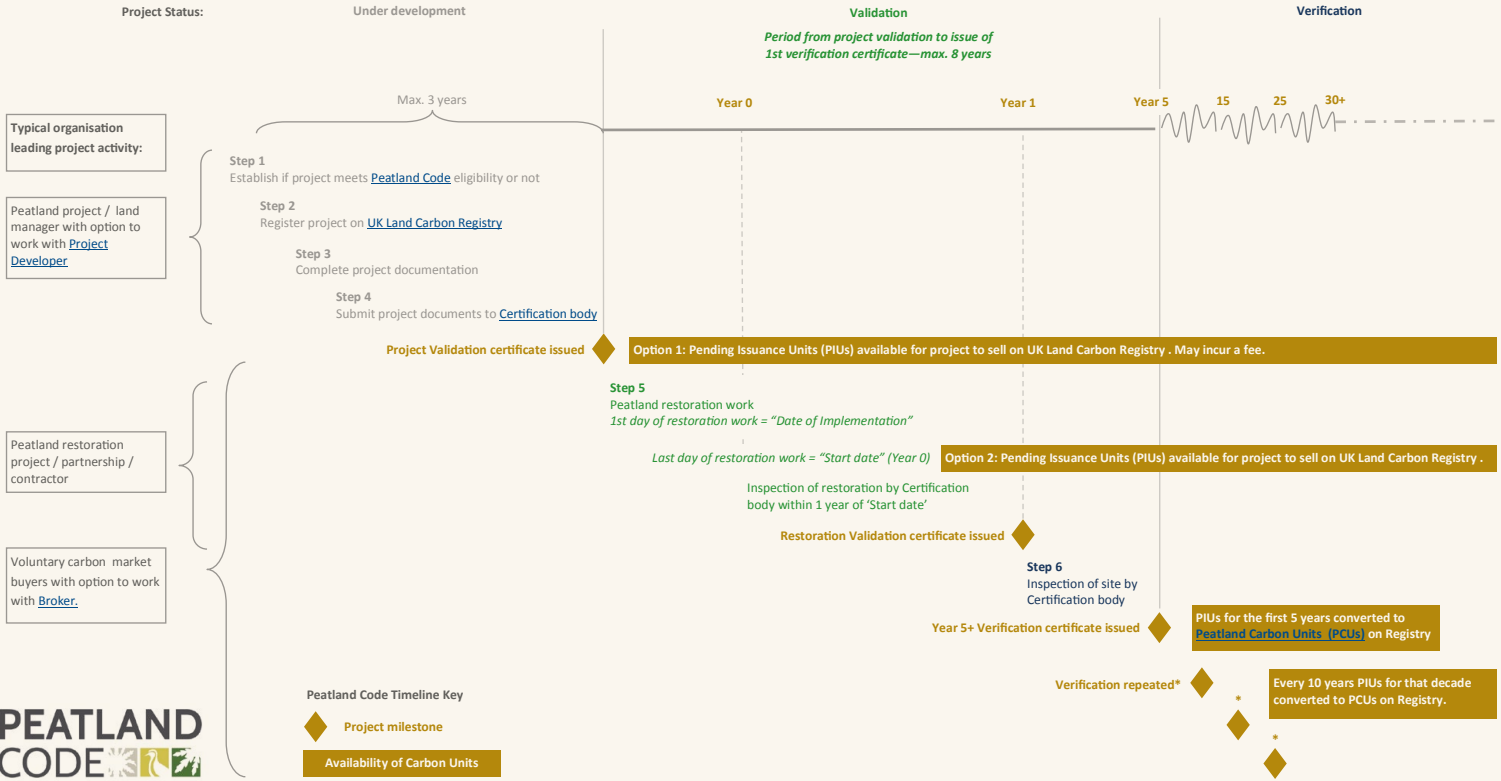 Project Status:
Under development
Validation
Verification
Period from project validation to issue of
1st verification certificate—max. 8 years
Max. 3 years
Year 0
Year 1
Year 5
15
25
30+
Typical organisation
leading project activity:
Step 1
Establish if project meets Peatland Code eligibility or not
Peatland project / land
manager with option to
work with Project
Developer
Step 2
Register project on UK Land Carbon Registry
Step 3
Complete project documentation
Step 4
Submit project documents to Certification body
Project Validation certificate issued
Option 1: Pending Issuance Units (PIUs) available for project to sell on UK Land Carbon Registry . May incur a fee.
Step 5
Peatland restoration work
1st day of restoration work = “Date of Implementation”
Peatland restoration
project / partnership /
contractor
Last day of restoration work = “Start date” (Year 0)
Option 2: Pending Issuance Units (PIUs) available for project to sell on UK Land Carbon Registry .
Inspection of restoration by Certification
body within 1 year of ‘Start date’
Restoration Validation certificate issued
Voluntary carbon market
buyers with option to work
with Broker.
Step 6
Inspection of site by
Certification body
Year 5+ Verification certificate issued
PIUs for the first 5 years converted to
Peatland Carbon Units (PCUs) on Registry
Verification repeated*
*
*
Every 10 years PIUs for that decade
converted to PCUs on Registry.
Peatland Code Timeline Key
Project milestone
Availability of Carbon Units
PEATLAND
CODE